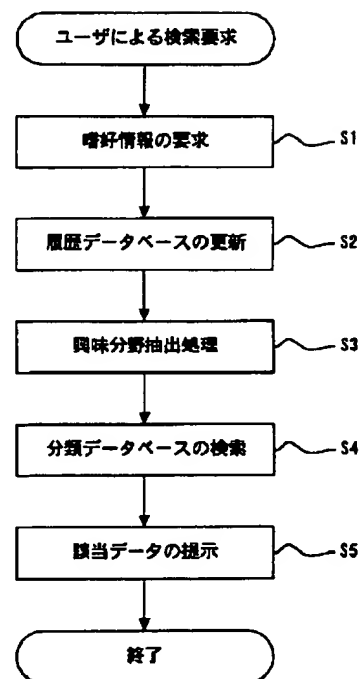 ユーザによる検索要求
嗜好情報の要求 S1
履歴データベースの更新 S2
興味分野抽出処理 S3
分類データベースの検索 S4
該当データの提示 S5
終了